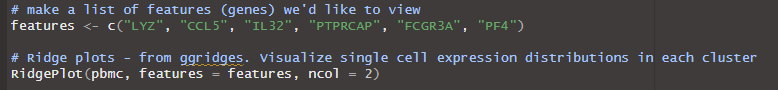 # make a list of features (genes) we'd like to view
features <- c("LYZ", "CCL5", "IL32", "PTPRCAP", "FCGR3A", "PF4")
# Ridge plots - from ggridges. Visualize single cell expression distributions in each cluster
RidgePlot(pbmc, features = features, ncol = 2)